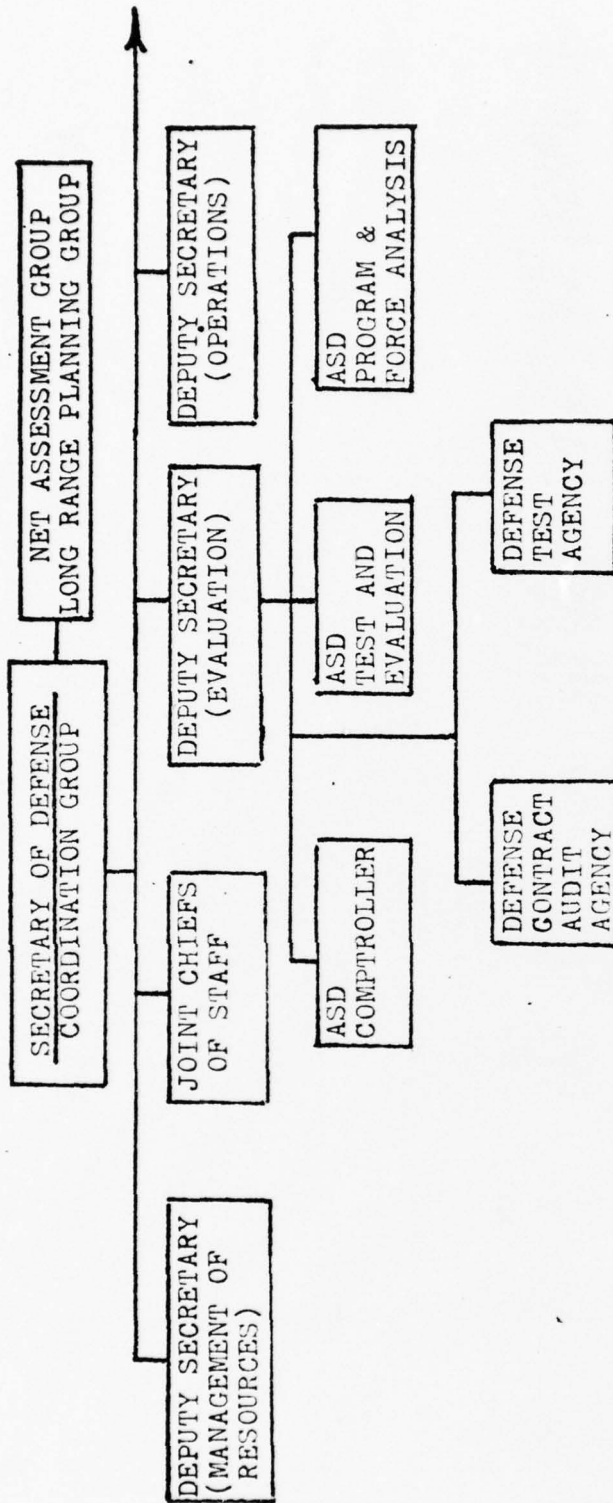 SECRETARY OF DEFENSE
COORDINATION GROUP
NET ASSESSMENT GROUP
LONG RANGE PLANNING GROUP
DEPUTY SECRETARY
(MANAGEMENT OF
RESOURCES)
JOINT CHIEFS
OF STAFF
DEPUTY SECRETARY
(EVALUATION)
DEPUTY SECRETARY
(OPERATIONS)
ASD
COMPTROLLER
ASD
TEST AND
EVALUATION
ASD
PROGRAM &
FORCE ANALYSIS
DEFENSE
GONTRACT
AUDIT
AGENCY
DEFENSE
TEST
AGENCY